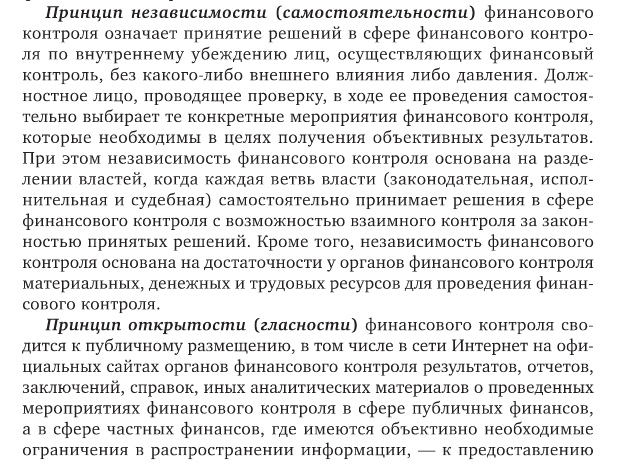 Принцип независимости (самостоятельности) финансового
контроля означает принятие решений в сфере финансового контро-
ля по внутреннему убеждению лиц, осуществляющих финансовый
контроль, без какого-либо внешнего влияния либо давления. Долж-
ностное лицо, проводящее проверку, в ходе ее проведения самостоя-
тельно выбирает те конкретные мероприятия финансового контроля,
которые необходимы в целях получения объективных результатов.
При этом независимость финансового контроля основана на разде-
лении властей, когда каждая ветвь власти (законодательная, испол-
нительная и судебная) самостоятельно принимает решения в сфере
финансового контроля с возможностью взаимного контроля за закон-
ностью принятых решений. Кроме того, независимость финансового
контроля основана на достаточности у органов финансового контроля
материальных, денежных и трудовых ресурсов для проведения финан-
сового контроля.
Принцип открытости (гласности) финансового контроля сво-
дится к публичному размещению, в том числе в сети Интернет на офи-
циальных сайтах органов финансового контроля результатов, отчетов,
заключений, справок, иных аналитических материалов о проведенных
мероприятиях финансового контроля в сфере публичных финансов,
а в сфере частных финансов, где имеются объективно необходимые
ограничения в распространении информации, — к предоставлению